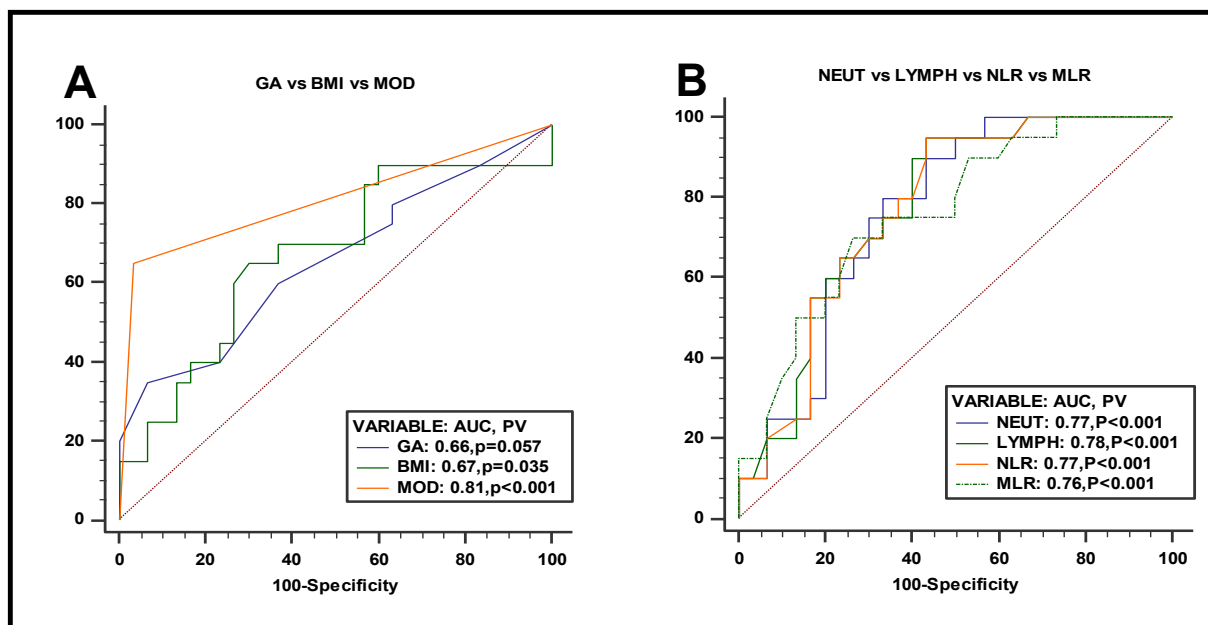 A
GA vs BMI vs MOD
100
80
60
40
20
0
0 20 40 60 80 100
100-Specificity
VARIABLE: AUC, PV
GA: 0.66,p=0.057
BMI: 0.67,p=0.035
MOD: 0.81,p<0.001
B
NEUT vs LYMPH vs NLR vs MLR
100
80
60
40
20
0
0 20 40 60 80 100
100-Specificity
VARIABLE: AUC, PV
NEUT: 0.77,P<0.001
LYMPH: 0.78,P<0.001
NLR: 0.77,P<0.001
MLR: 0.76,P<0.001